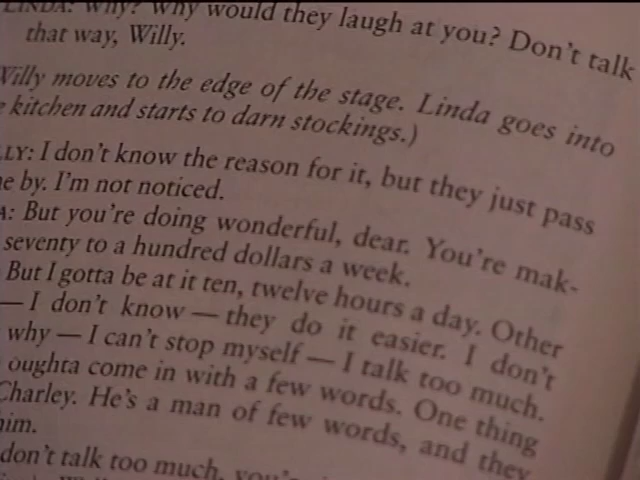 LINDA: Why? Why would they laugh at you? Don't talk
that way, Willy.
Willy moves to the edge of the stage. Linda goes into
kitchen and starts to darn stockings.)
LY: I don't know the reason for it, but they just pass
e by. I'm not noticed.
A: But you're doing wonderful, dear. You're mak-
seventy to a hundred dollars a week.
But I gotta be at it ten, twelve hours a day. Other
— I don't know — they do it easier. I don't
why — I can't stop myself — I talk too much.
oughta come in with a few words. One thing
Charley. He's a man of few words, and they
him.
don't talk too much,